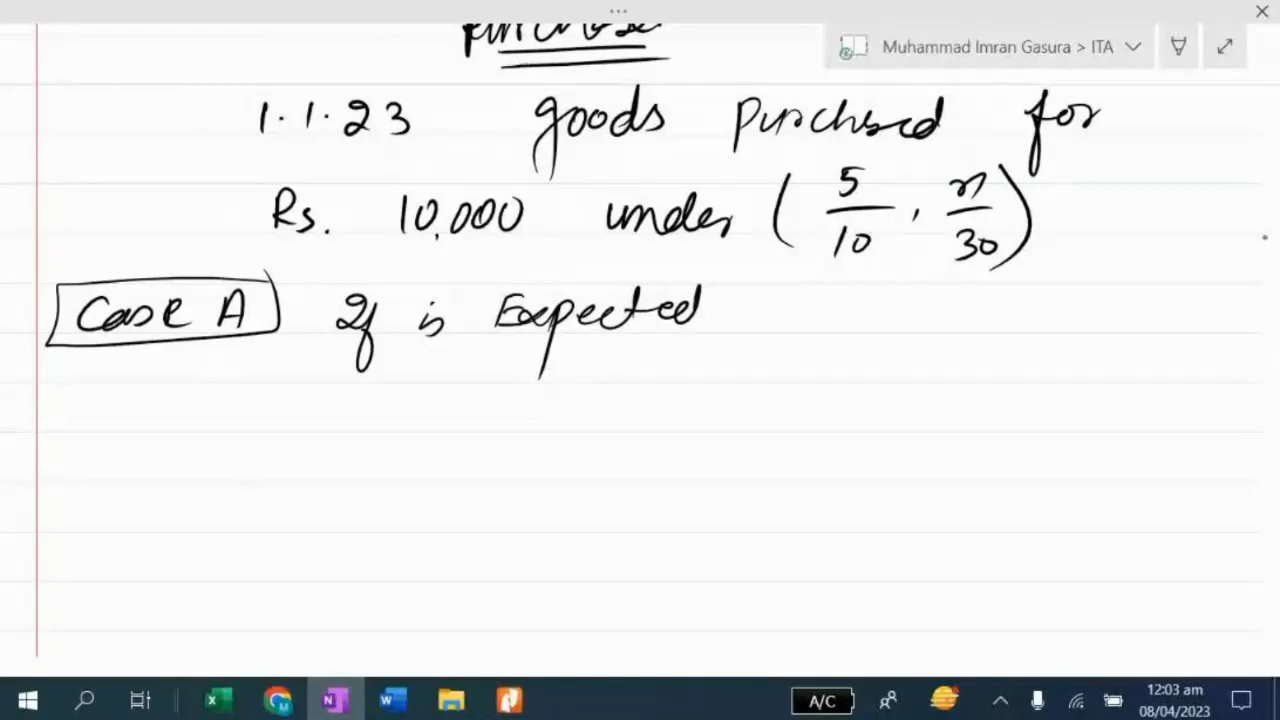 Purchase
Muhammad Imran Gasura > ITA
1.1.23 goods Purchased for
Rs. 10,000 under ( 5/10 , n/30 )
Case A If is Expected
A/C
12:03 am
08/04/2023